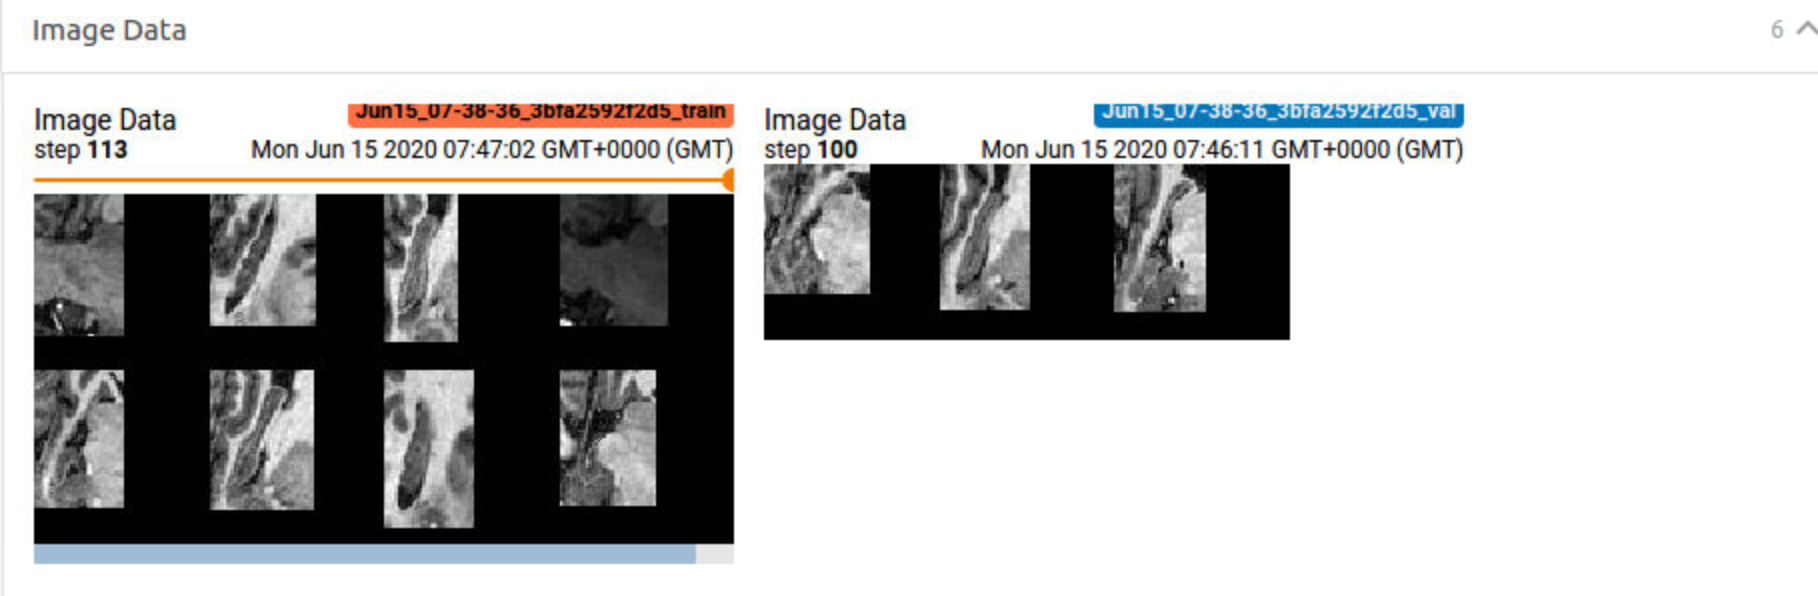 Image Data
6
Image Data
Jun15_07-38-36_3bfa2592f2d5_train
step 113
Mon Jun 15 2020 07:47:02 GMT+0000 (GMT)
Image Data
Jun15_07-38-36_3bfa2592f2d5_val
step 100
Mon Jun 15 2020 07:46:11 GMT+0000 (GMT)